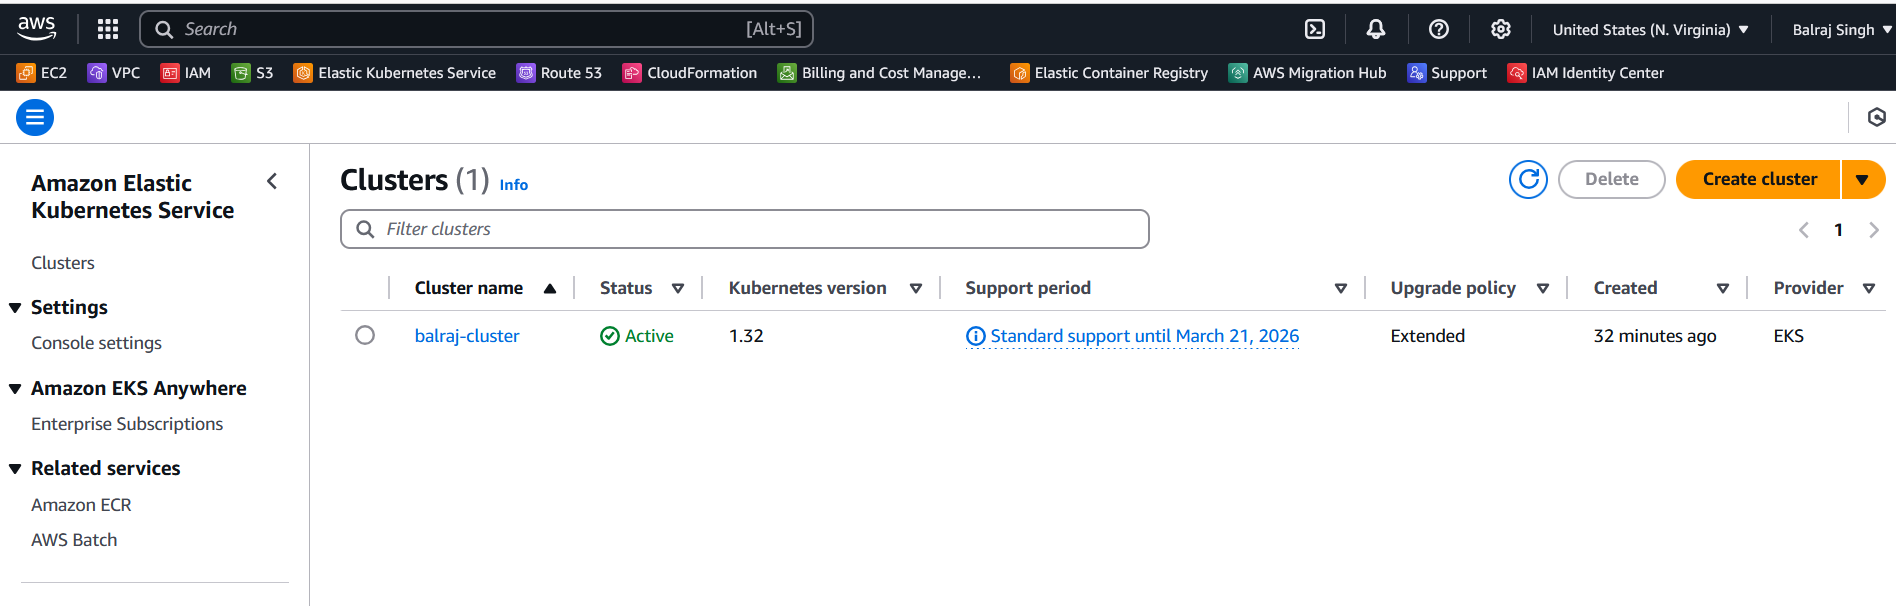 aws
Search [Alt+S]
United States (N. Virginia) Balraj Singh
EC2 VPC IAM S3 Elastic Kubernetes Service Route 53 CloudFormation Billing and Cost Manage... Elastic Container Registry AWS Migration Hub Support IAM Identity Center
Amazon Elastic
Kubernetes Service
Clusters
Settings
Console settings
Amazon EKS Anywhere
Enterprise Subscriptions
Related services
Amazon ECR
AWS Batch
Clusters (1) Info
Delete
Create cluster
Filter clusters
1
Cluster name Status Kubernetes version Support period Upgrade policy Created Provider
balraj-cluster Active 1.32 Standard support until March 21, 2026 Extended 32 minutes ago EKS